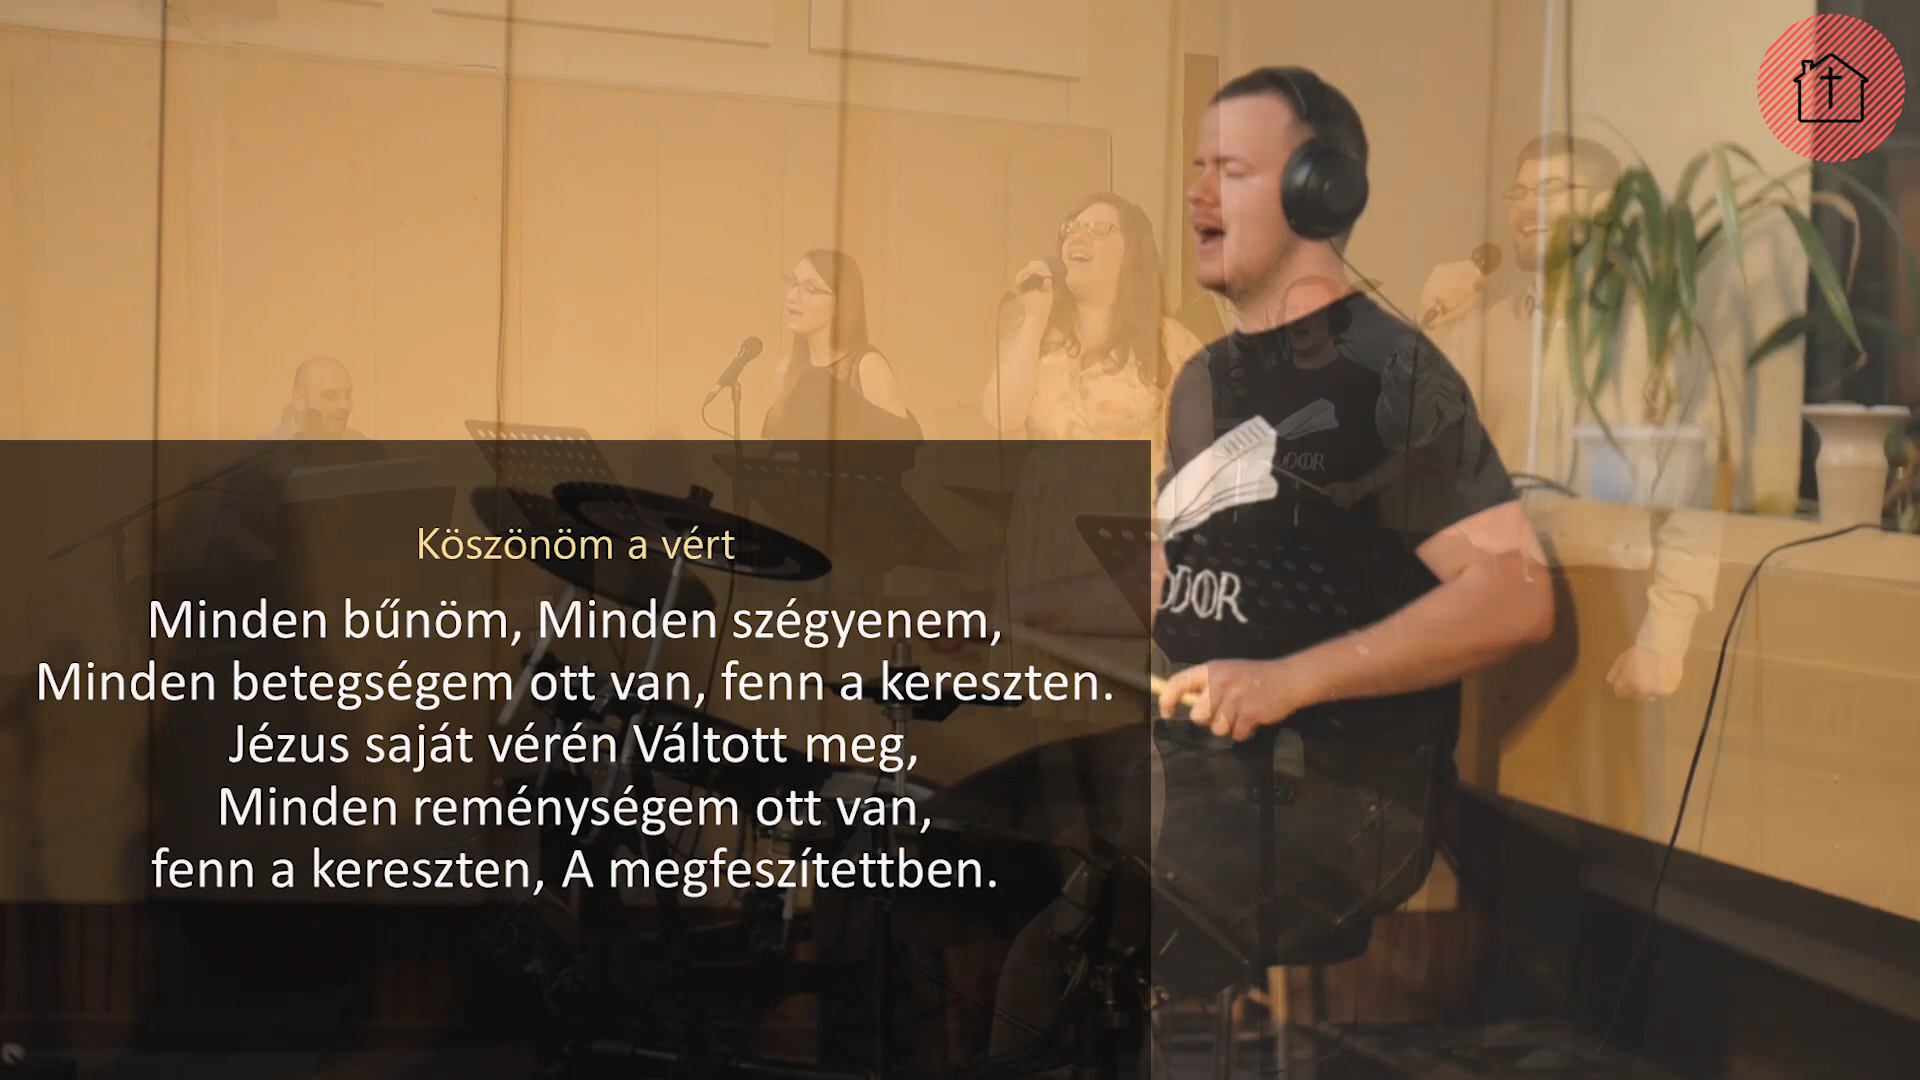 Köszönöm a vért
Minden bűnöm, Minden szégyenem,
Minden betegségem ott van, fenn a kereszten.
Jézus saját vérén Váltott meg,
Minden reménységem ott van,
fenn a kereszten, A megfeszítettben.